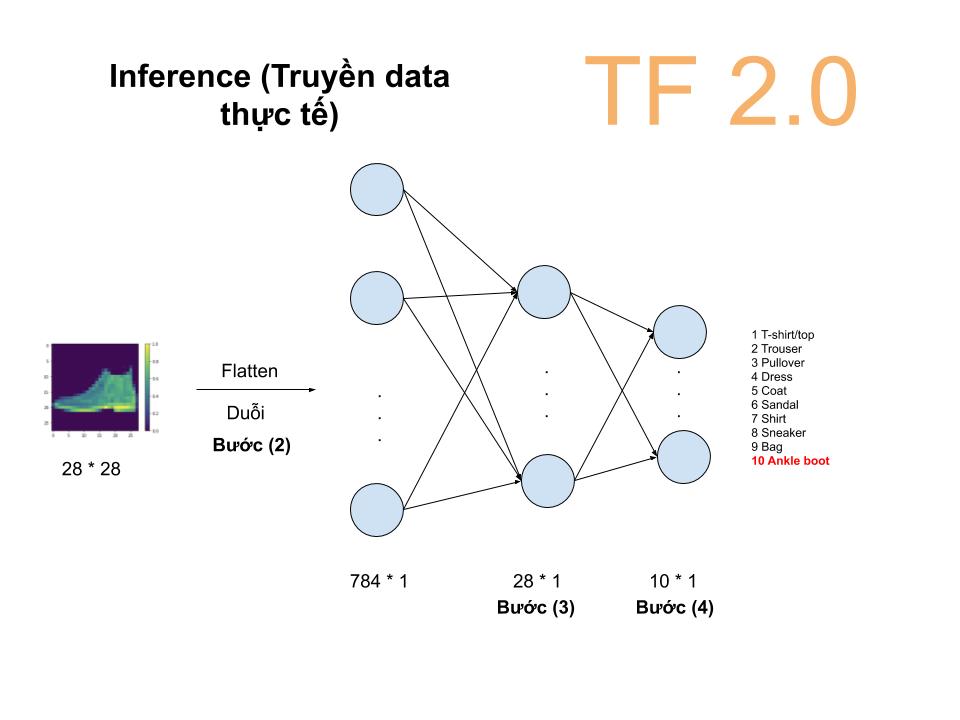 Inference (Truyền data
thực tế)
TF 2.0
Flatten
Duỗi
Bước (2)
28 * 28
1 T-shirt/top
2 Trouser
3 Pullover
4 Dress
5 Coat
6 Sandal
7 Shirt
8 Sneaker
9 Bag
10 Ankle boot
784 * 1
28 * 1
10 * 1
Bước (3)
Bước (4)